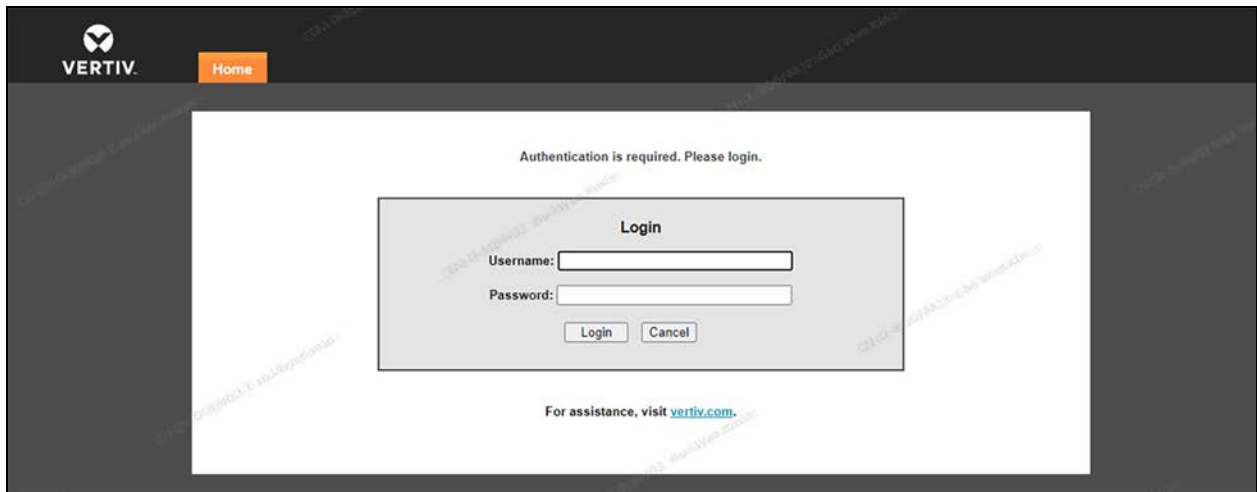 VERTIV.
Home
Authentication is required. Please login.
Login
Username:
Password:
Login Cancel
For assistance, visit vertiv.com.